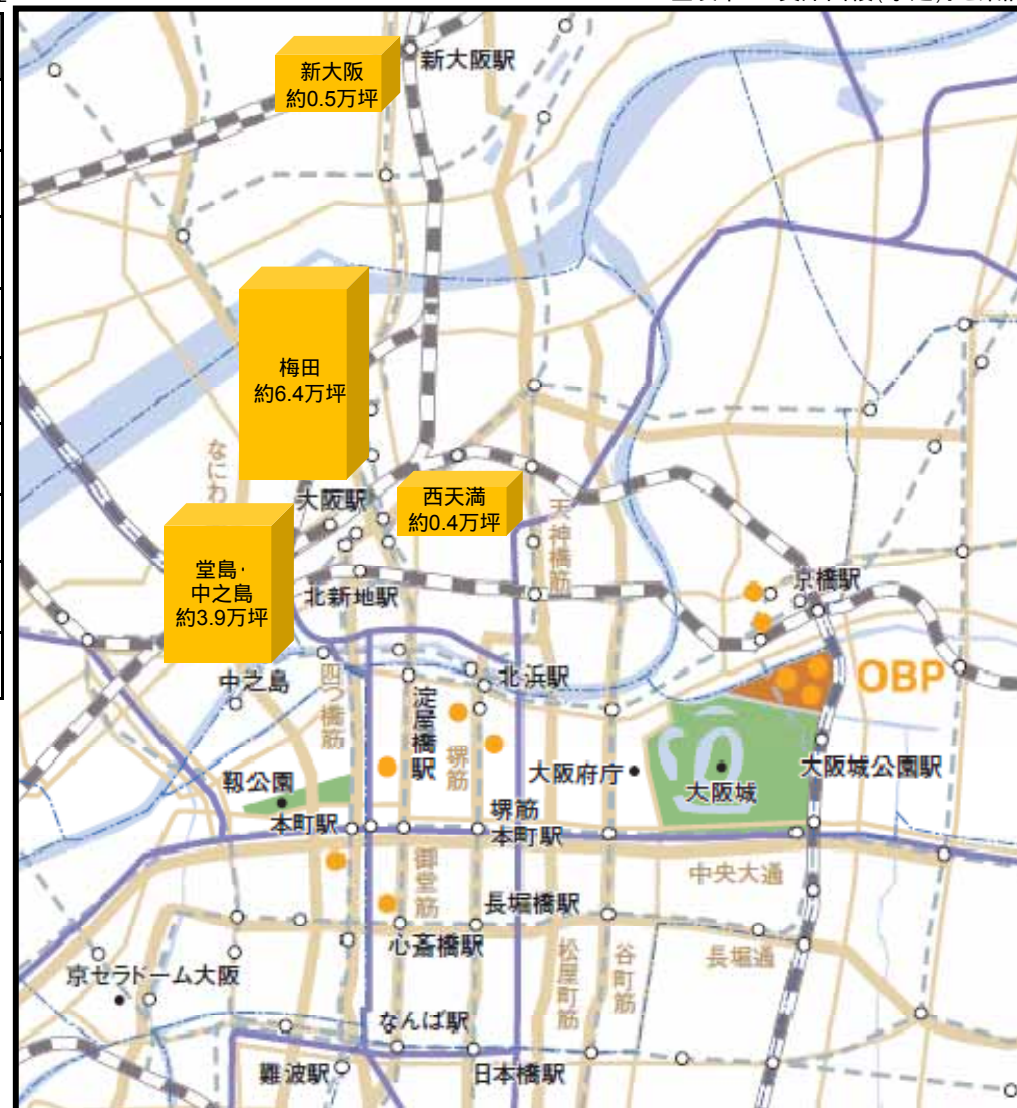 新大阪
約0.5万坪
新大阪駅
梅田
約6.4万坪
なにわ
大阪駅
西天満
約0.4万坪
天神橋筋
堂島・
中之島
約3.9万坪
北新地駅
京橋駅
OBP
中之島
四つ橋筋
淀屋橋駅
北浜駅
堺筋
靱公園
大阪府庁
大阪城
大阪城公園駅
本町駅
堺筋
本町駅
御堂筋
中央大通
長堀橋駅
心斎橋駅
松屋町筋
谷町筋
長堀通
京セラドーム大阪
なんば駅
難波駅
日本橋駅